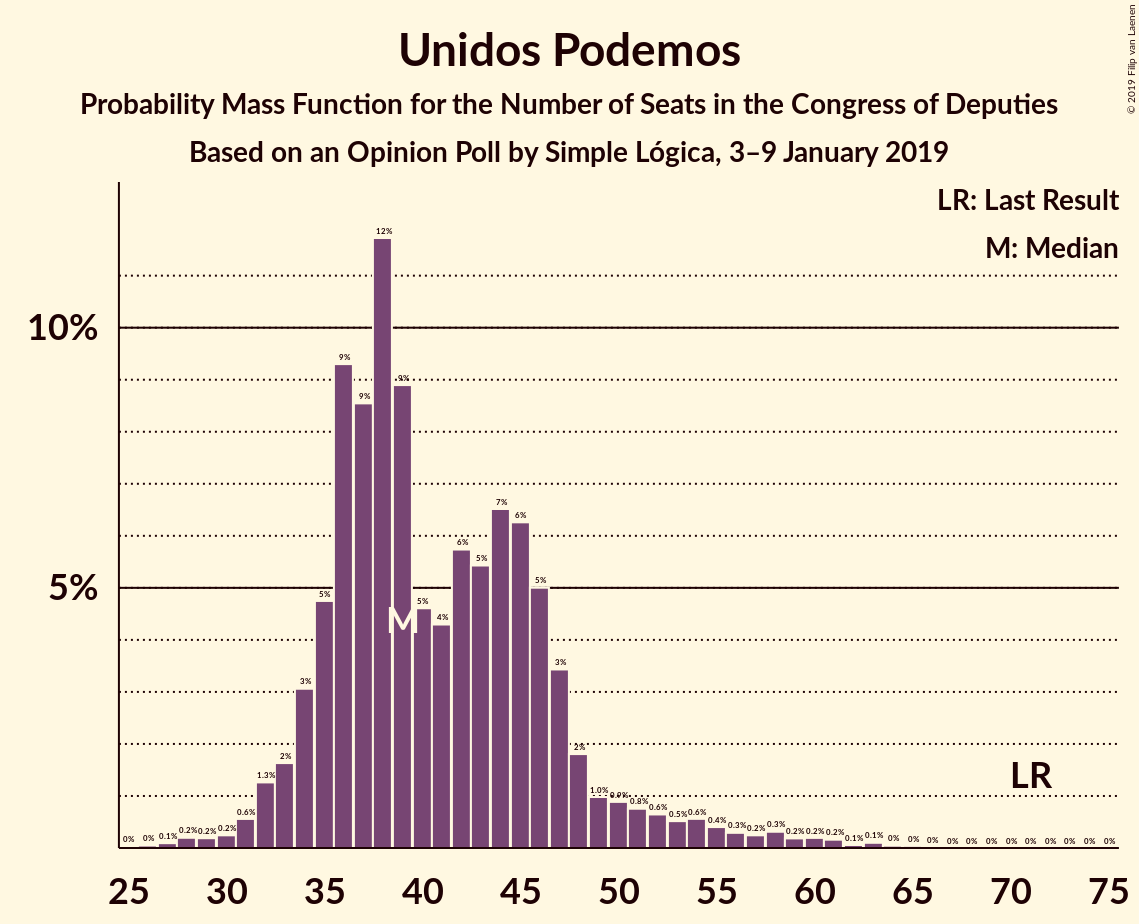 Unidos Podemos
Probability Mass Function for the Number of Seats in the Congress of Deputies
Based on an Opinion Poll by Simple Lógica, 3–9 January 2019
© 2019 Filip van Laenen
LR: Last Result
M: Median
10%
5%
0% 0% 0.1% 0.2% 0.2% 0.2% 0.6% 1.3% 2% 3% 5% 9% 9% 12% 9% 5% 4% 6% 5% 7% 6% 5% 3% 2% 1.0% 0.9% 0.8% 0.6% 0.5% 0.6% 0.4% 0.3% 0.2% 0.3% 0.2% 0.2% 0.2% 0.1% 0.1% 0% 0% 0% 0% 0% 0% 0% 0% 0% 0% 0% 0%
M
LR
25 30 35 40 45 50 55 60 65 70 75